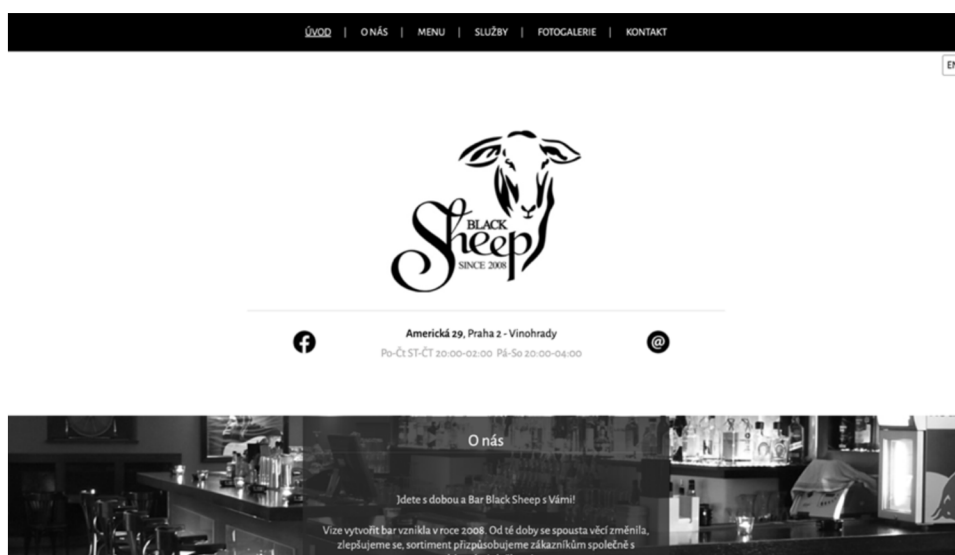 ÚVOD | O NÁS | MENU | SLUŽBY | FOTOGALERIE | KONTAKT
EN
BLACK
Sheep
SINCE 2008
Americká 29, Praha 2 - Vinohrady
@
Po-Čt ST-ČT 20:00-02:00 Pá-So 20:00-04:00
O nás
Jdete s dobou a Bar Black Sheep s Vámi!
Vize vytvořit bar vznikla v roce 2008. Od té doby se spousta věcí změnila,
zlepšujeme se, sortiment přizpůsobujeme zákazníkům společně s